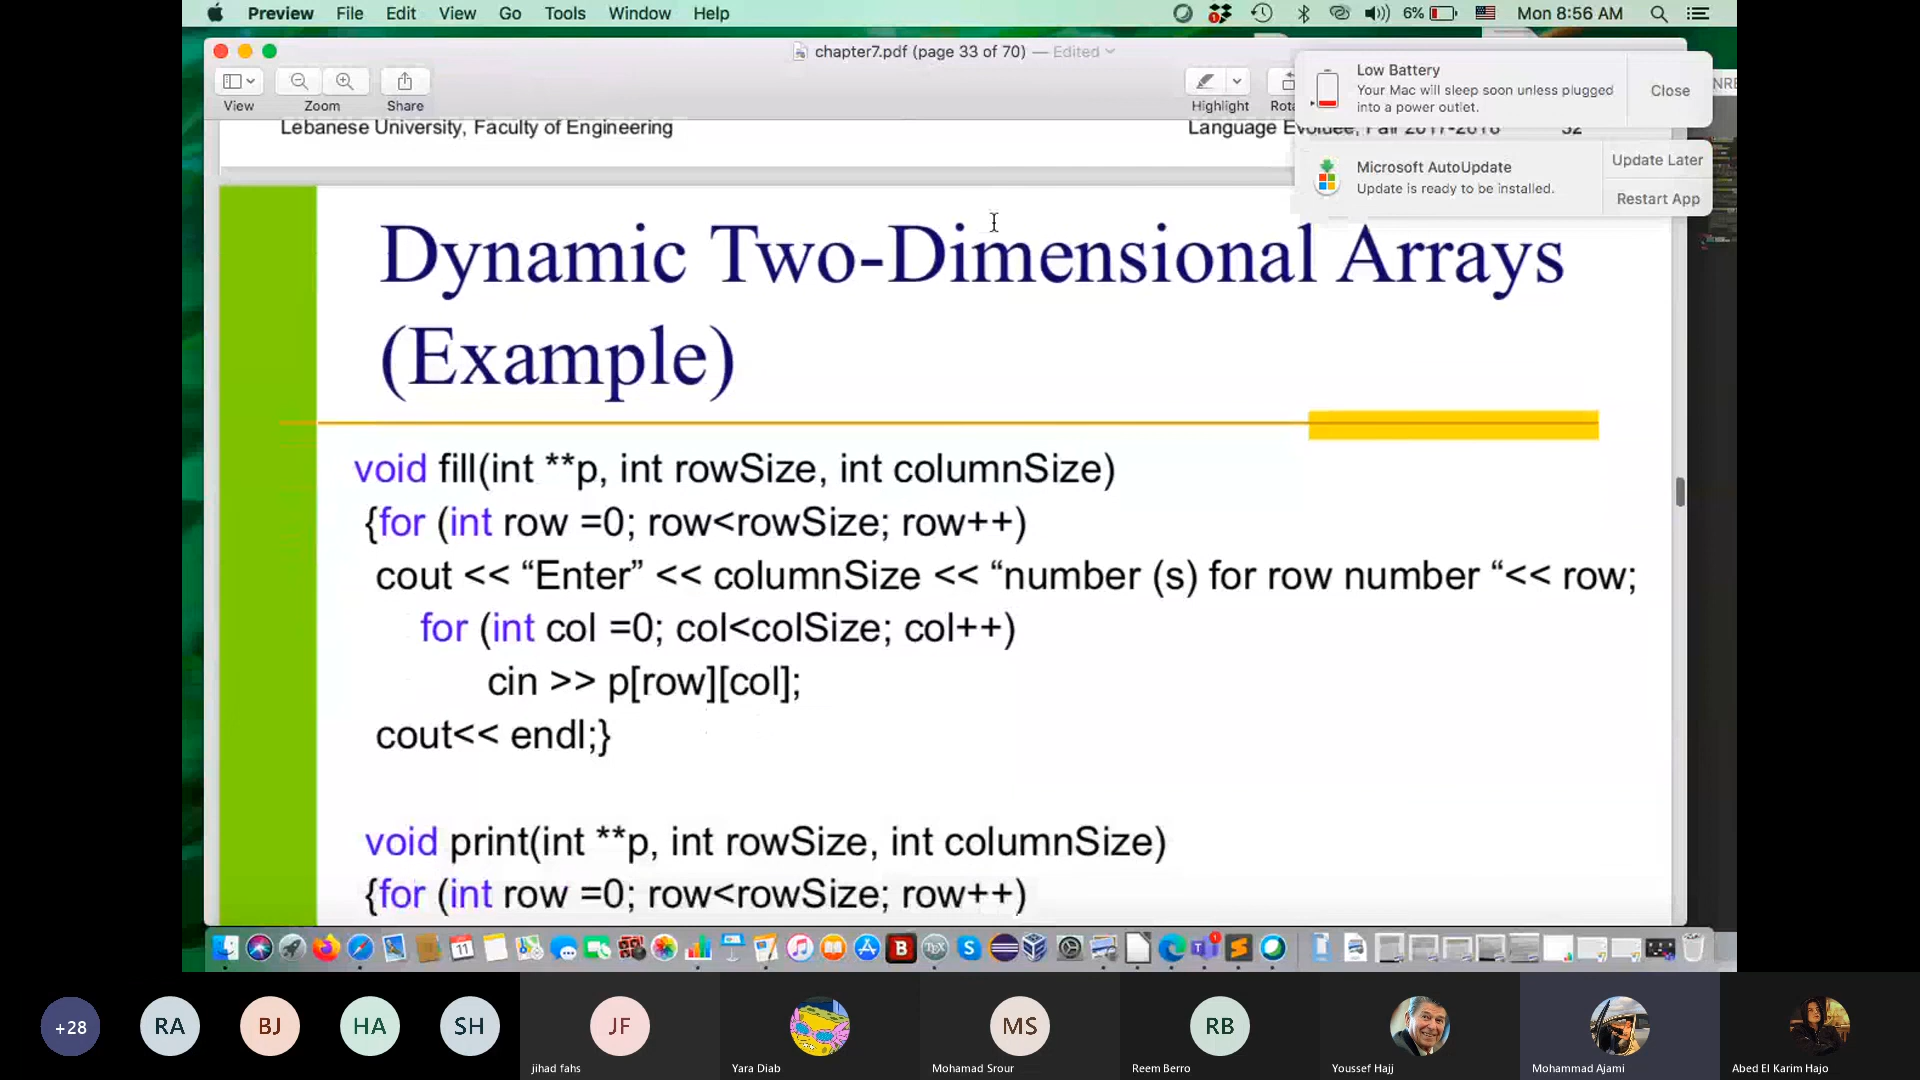 Preview File Edit View Go Tools Window Help 6% Mon 8:56 AM
chapter7.pdf (page 33 of 70) — Edited
View Zoom Share Highlight
Low Battery
Your Mac will sleep soon unless plugged
into a power outlet.
Close
Microsoft AutoUpdate
Update is ready to be installed.
Update Later
Restart App
Lebanese University, Faculty of Engineering
Dynamic Two-Dimensional Arrays
(Example)
void fill(int **p, int rowSize, int columnSize)
{for (int row =0; row<rowSize; row++)
cout << “Enter” << columnSize << “number (s) for row number “<< row;
for (int col =0; col<colSize; col++)
cin >> p[row][col];
cout<< endl;}
void print(int **p, int rowSize, int columnSize)
{for (int row =0; row<rowSize; row++)
+28 RA BJ HA SH JF MS RB
jihad fahs Yara Diab Mohamad Srour Reem Berro Youssef Hajj Mohammad Ajami Abed El Karim Hajo